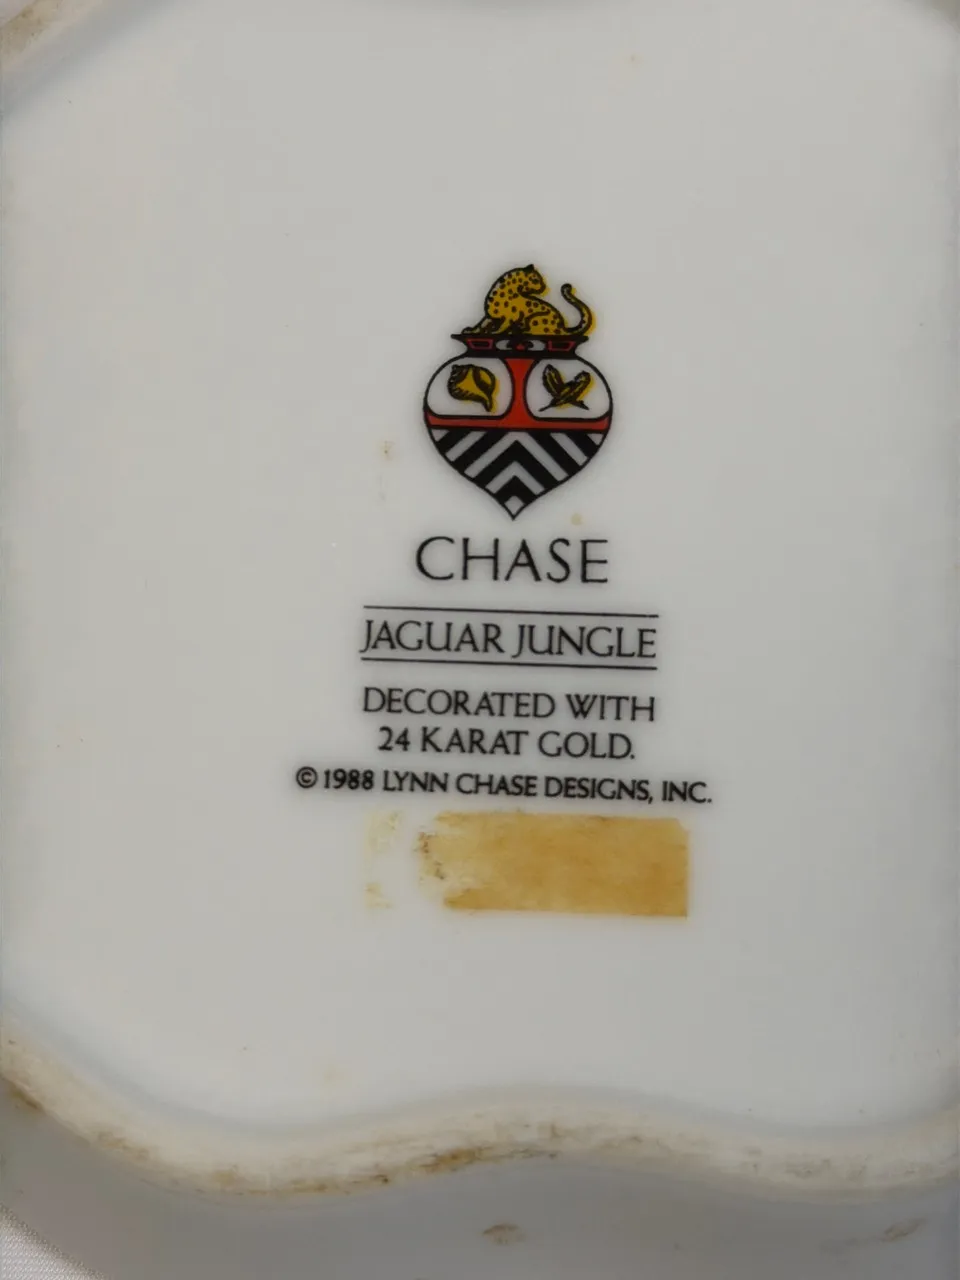 CHASE
JAGUAR JUNGLE
DECORATED WITH
24 KARAT GOLD.
© 1988 LYNN CHASE DESIGNS, INC.